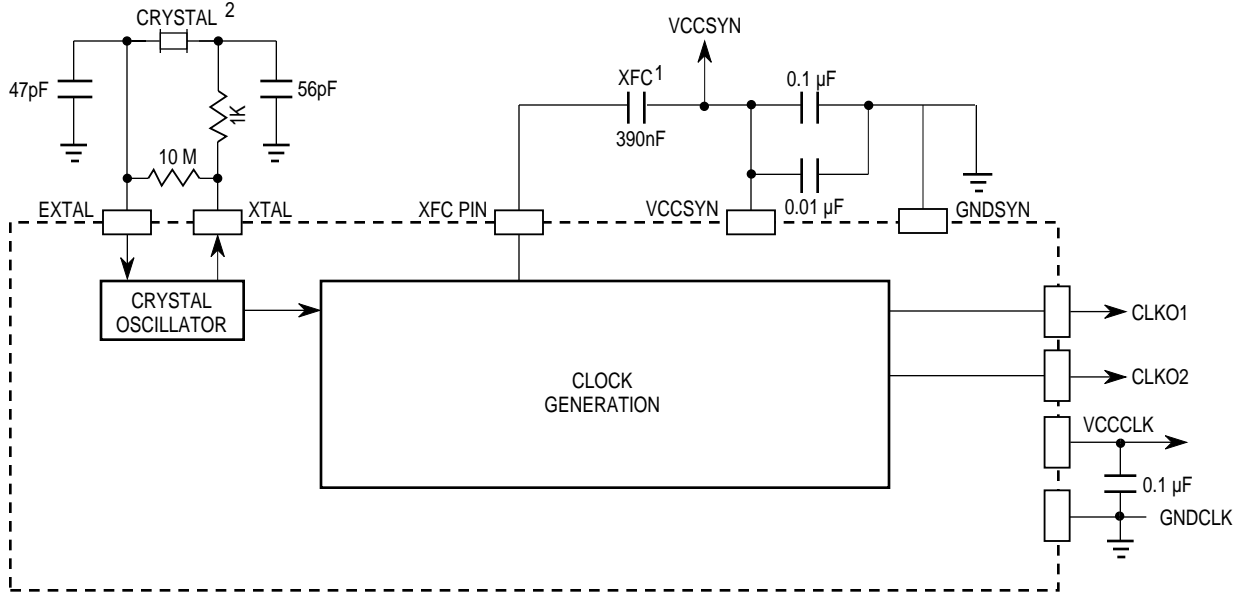 CRYSTAL 2
47pF
56pF
1K
10 M
EXTAL
XTAL
CRYSTAL
OSCILLATOR
VCCSYN
XFC 1
390nF
0.1 µF
0.01 µF
XFC PIN
VCCSYN
GNDSYN
CLOCK
GENERATION
CLKO1
CLKO2
VCCCLK
0.1 µF
GNDCLK